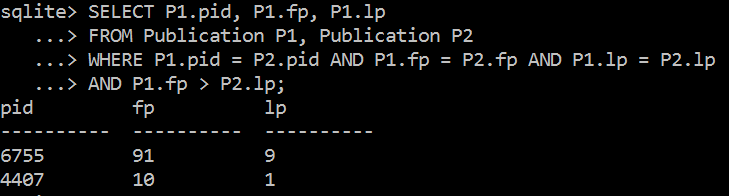 sqlite> SELECT P1.pid, P1.fp, P1.lp
...> FROM Publication P1, Publication P2
...> WHERE P1.pid = P2.pid AND P1.fp = P2.fp AND P1.lp = P2.lp
...> AND P1.fp > P2.lp;
pid fp lp
---------- ---------- ----------
6755 91 9
4407 10 1